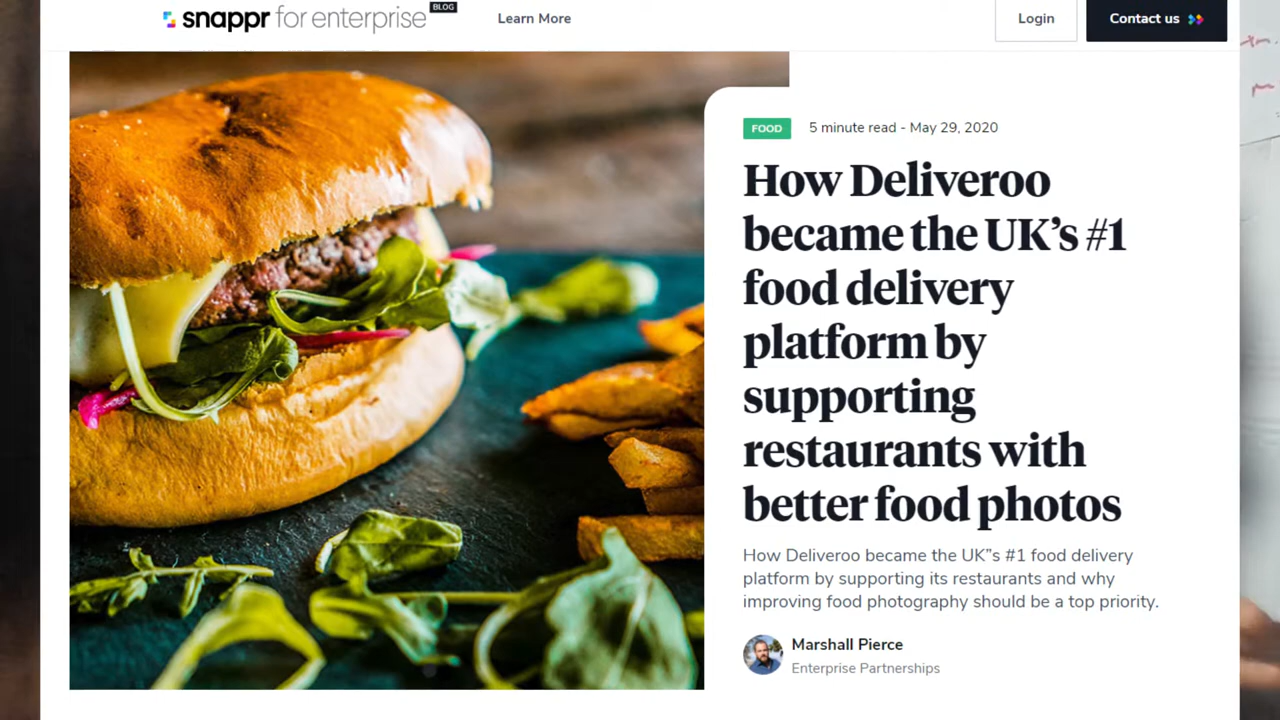 snappr for enterprise BLOG
Learn More
Login
Contact us
FOOD
5 minute read - May 29, 2020
How Deliveroo
became the UK’s #1
food delivery
platform by
supporting
restaurants with
better food photos
How Deliveroo became the UK”s #1 food delivery
platform by supporting its restaurants and why
improving food photography should be a top priority.
Marshall Pierce
Enterprise Partnerships